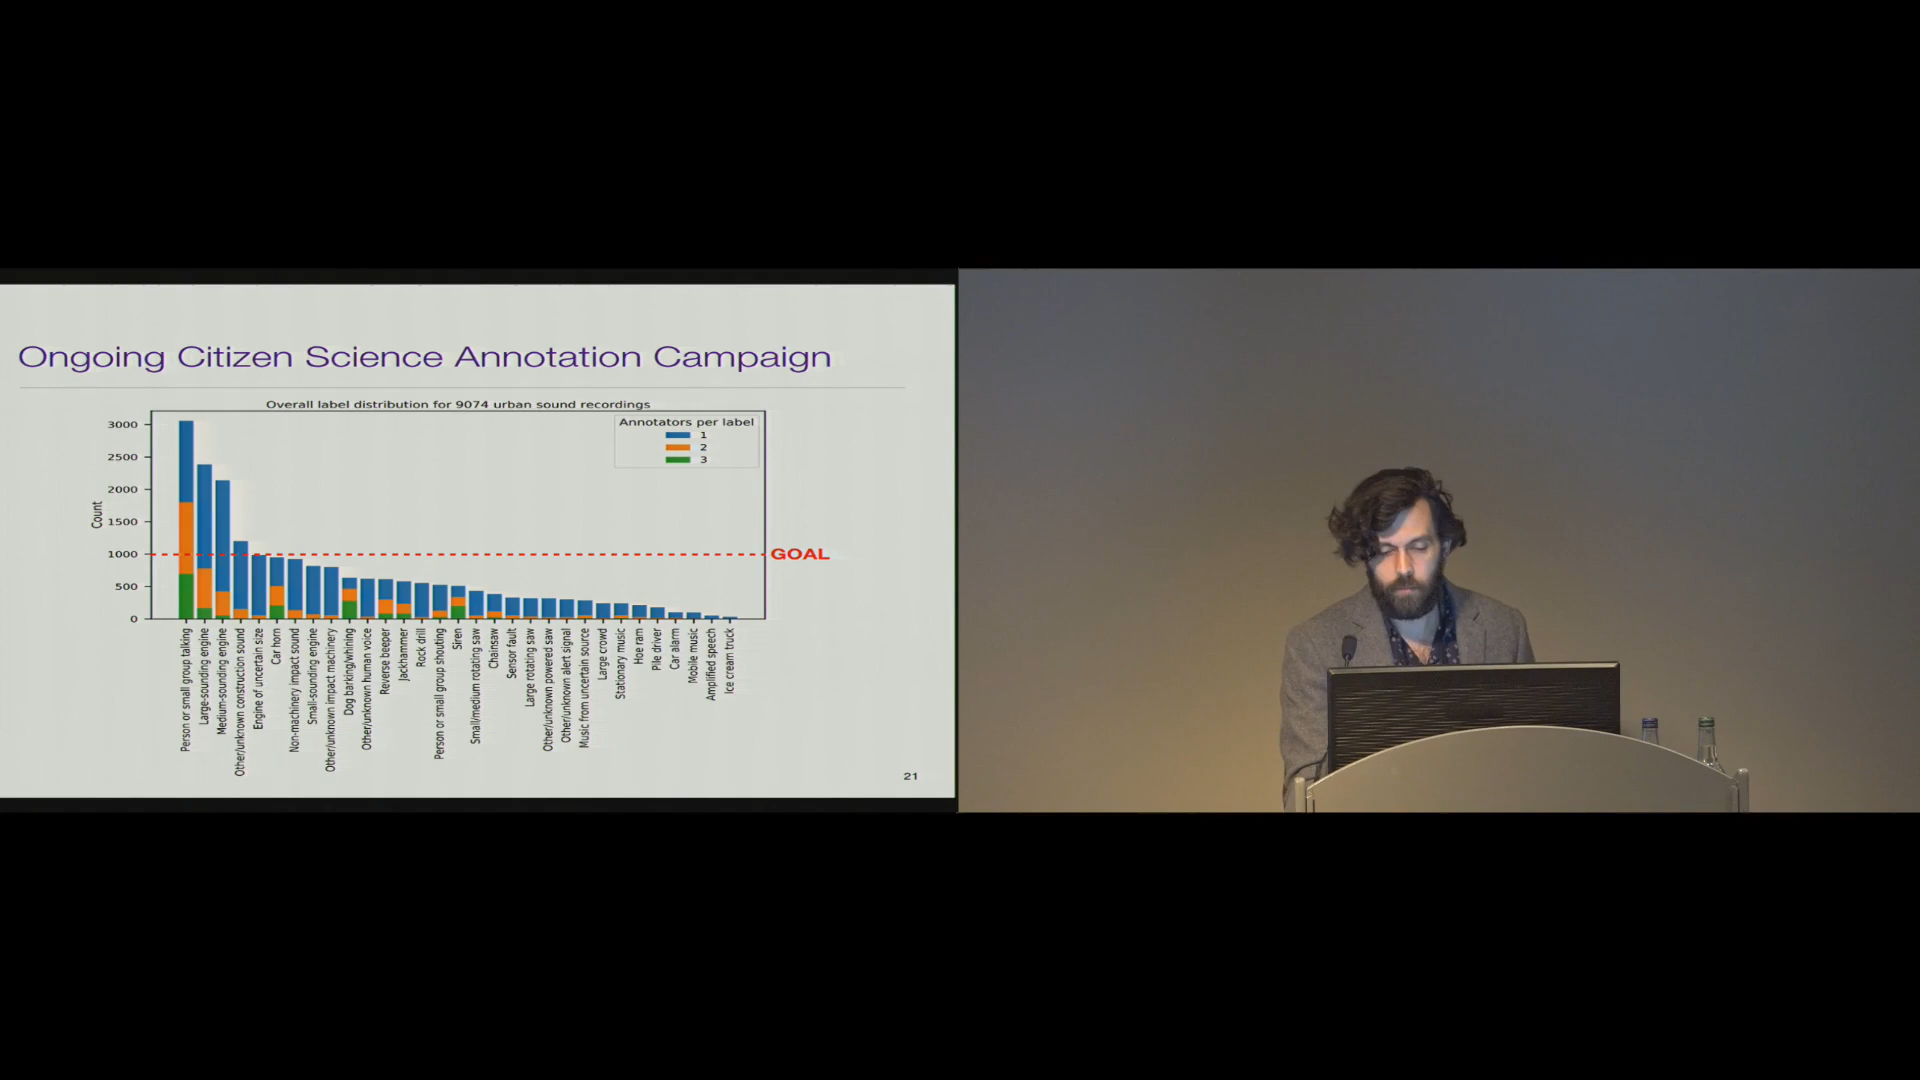 Ongoing Citizen Science Annotation Campaign
Overall label distribution for 9074 urban sound recordings
Annotators per label
1
2
3
3000
2500
2000
1500
1000
500
0
Count
GOAL
Person or small group talking
Large-sounding engine
Medium-sounding engine
Other/unknown construction sound
Engine of uncertain size
Car horn
Non-machinery impact sound
Small-sounding engine
Other/unknown impact machinery
Dog barking/whining
Other/unknown human voice
Reverse beeper
Jackhammer
Rock drill
Person or small group shouting
Siren
Small/medium rotating saw
Chainsaw
Sensor fault
Large rotating saw
Other/unknown powered saw
Other/unknown alert signal
Music from uncertain source
Large crowd
Stationary music
Hoe ram
Pile driver
Car alarm
Mobile music
Amplified speech
Ice cream truck
21